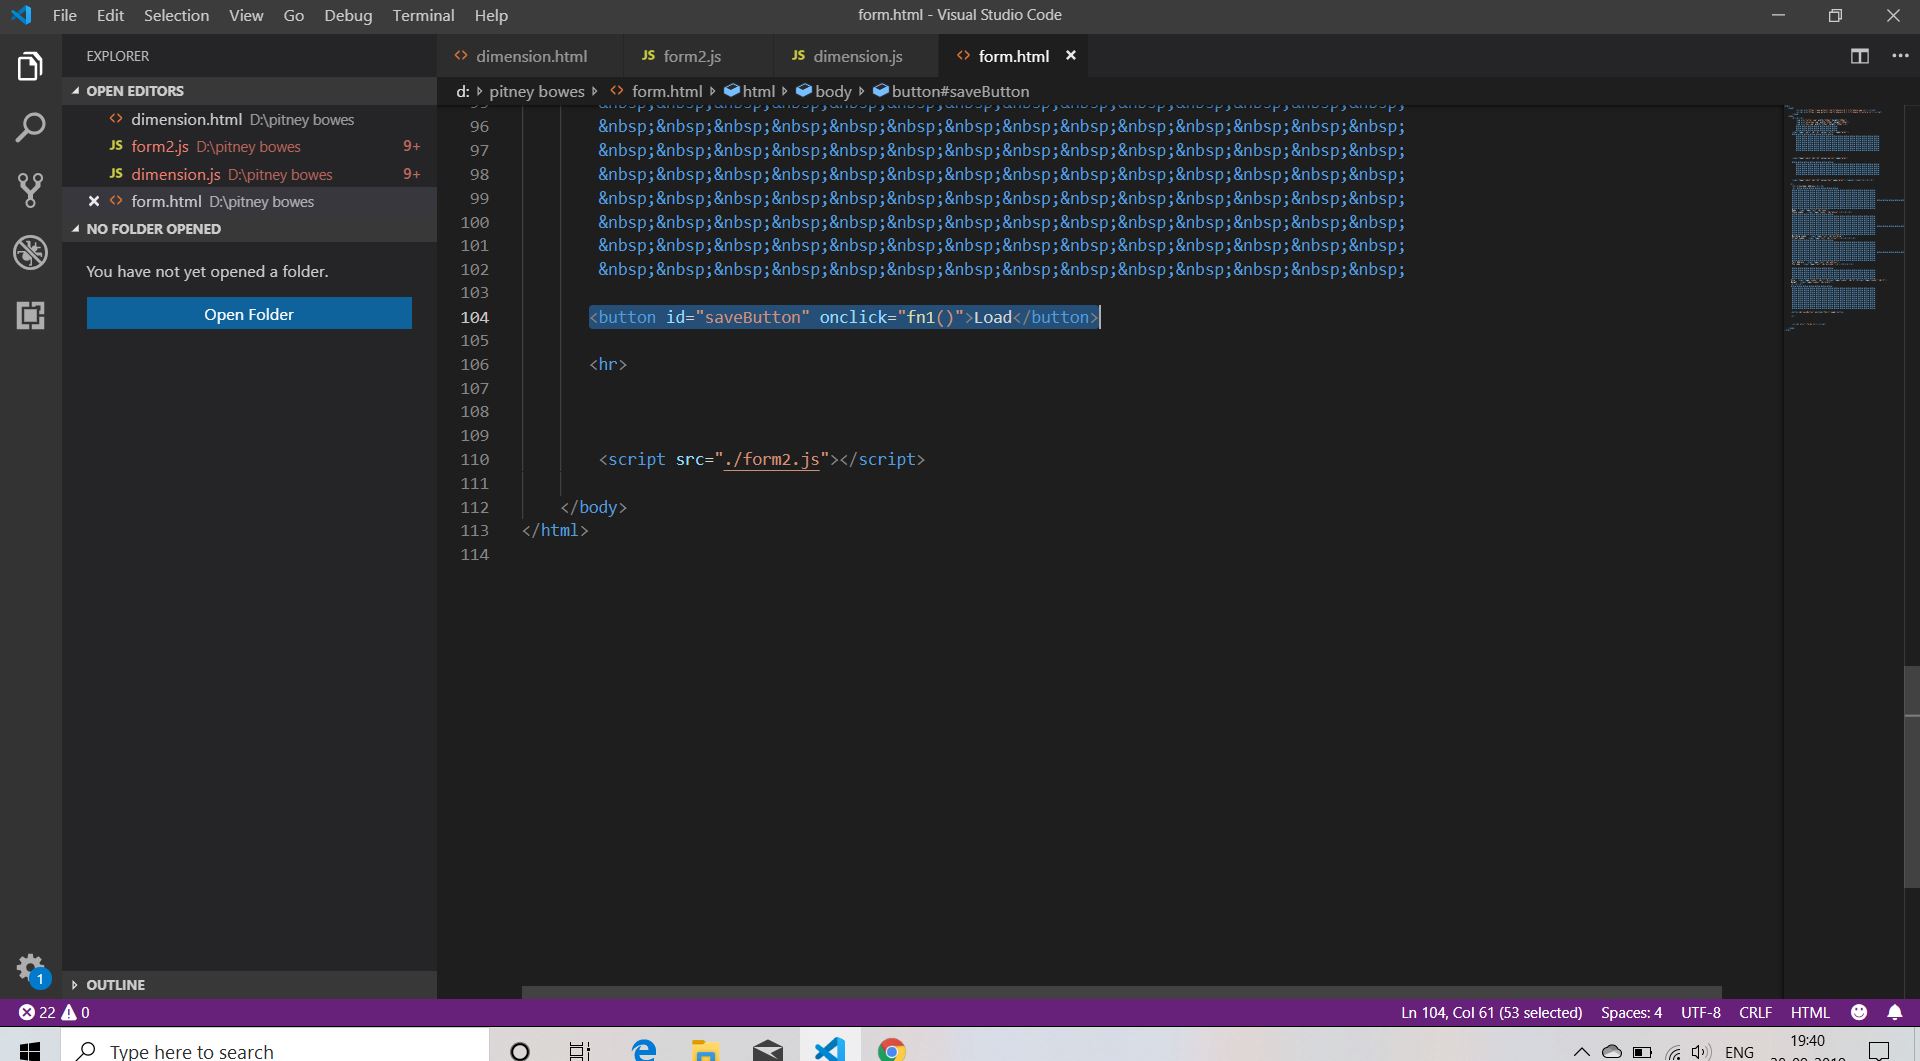 File Edit Selection View Go Debug Terminal Help
form.html - Visual Studio Code
EXPLORER
OPEN EDITORS
dimension.html D:\pitney bowes
JS form2.js D:\pitney bowes 9+
JS dimension.js D:\pitney bowes 9+
form.html D:\pitney bowes
NO FOLDER OPENED
You have not yet opened a folder.
Open Folder
OUTLINE
dimension.html JS form2.js JS dimension.js form.html
d: pitney bowes form.html html body button#saveButton
96 &nbsp;&nbsp;&nbsp;&nbsp;&nbsp;&nbsp;&nbsp;&nbsp;&nbsp;&nbsp;&nbsp;&nbsp;&nbsp;&nbsp;
97 &nbsp;&nbsp;&nbsp;&nbsp;&nbsp;&nbsp;&nbsp;&nbsp;&nbsp;&nbsp;&nbsp;&nbsp;&nbsp;&nbsp;
98 &nbsp;&nbsp;&nbsp;&nbsp;&nbsp;&nbsp;&nbsp;&nbsp;&nbsp;&nbsp;&nbsp;&nbsp;&nbsp;&nbsp;
99 &nbsp;&nbsp;&nbsp;&nbsp;&nbsp;&nbsp;&nbsp;&nbsp;&nbsp;&nbsp;&nbsp;&nbsp;&nbsp;&nbsp;
100 &nbsp;&nbsp;&nbsp;&nbsp;&nbsp;&nbsp;&nbsp;&nbsp;&nbsp;&nbsp;&nbsp;&nbsp;&nbsp;&nbsp;
101 &nbsp;&nbsp;&nbsp;&nbsp;&nbsp;&nbsp;&nbsp;&nbsp;&nbsp;&nbsp;&nbsp;&nbsp;&nbsp;&nbsp;
102 &nbsp;&nbsp;&nbsp;&nbsp;&nbsp;&nbsp;&nbsp;&nbsp;&nbsp;&nbsp;&nbsp;&nbsp;&nbsp;&nbsp;
103
104 <button id="saveButton" onclick="fn1()">Load</button>
105
106 <hr>
107
108
109
110 <script src="./form2.js"></script>
111
112 </body>
113 </html>
114
1
22 0
Ln 104, Col 61 (53 selected) Spaces: 4 UTF-8 CRLF HTML
Type here to search
ENG
19:40